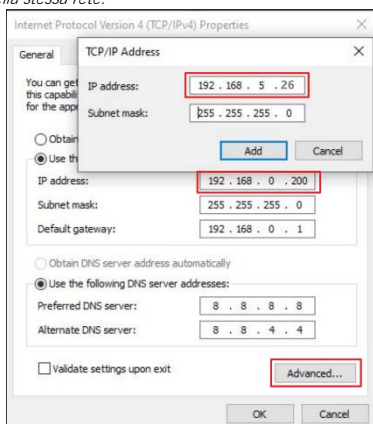 ella stessa rete.
Internet Protocol Version 4 (TCP/IPv4) Properties
General
TCP/IP Address
IP address: 192 . 168 . 5 . 26
Subnet mask: 255 . 255 . 255 . 0
Add Cancel
You can get
this capabili
for the appr
Obtain
Use th
IP address: 192 . 168 . 0 . 200
Subnet mask: 255 . 255 . 255 . 0
Default gateway: 192 . 168 . 0 . 1
Obtain DNS server address automatically
Use the following DNS server addresses:
Preferred DNS server: 8 . 8 . 8 . 8
Alternate DNS server: 8 . 8 . 4 . 4
Validate settings upon exit
Advanced...
OK Cancel